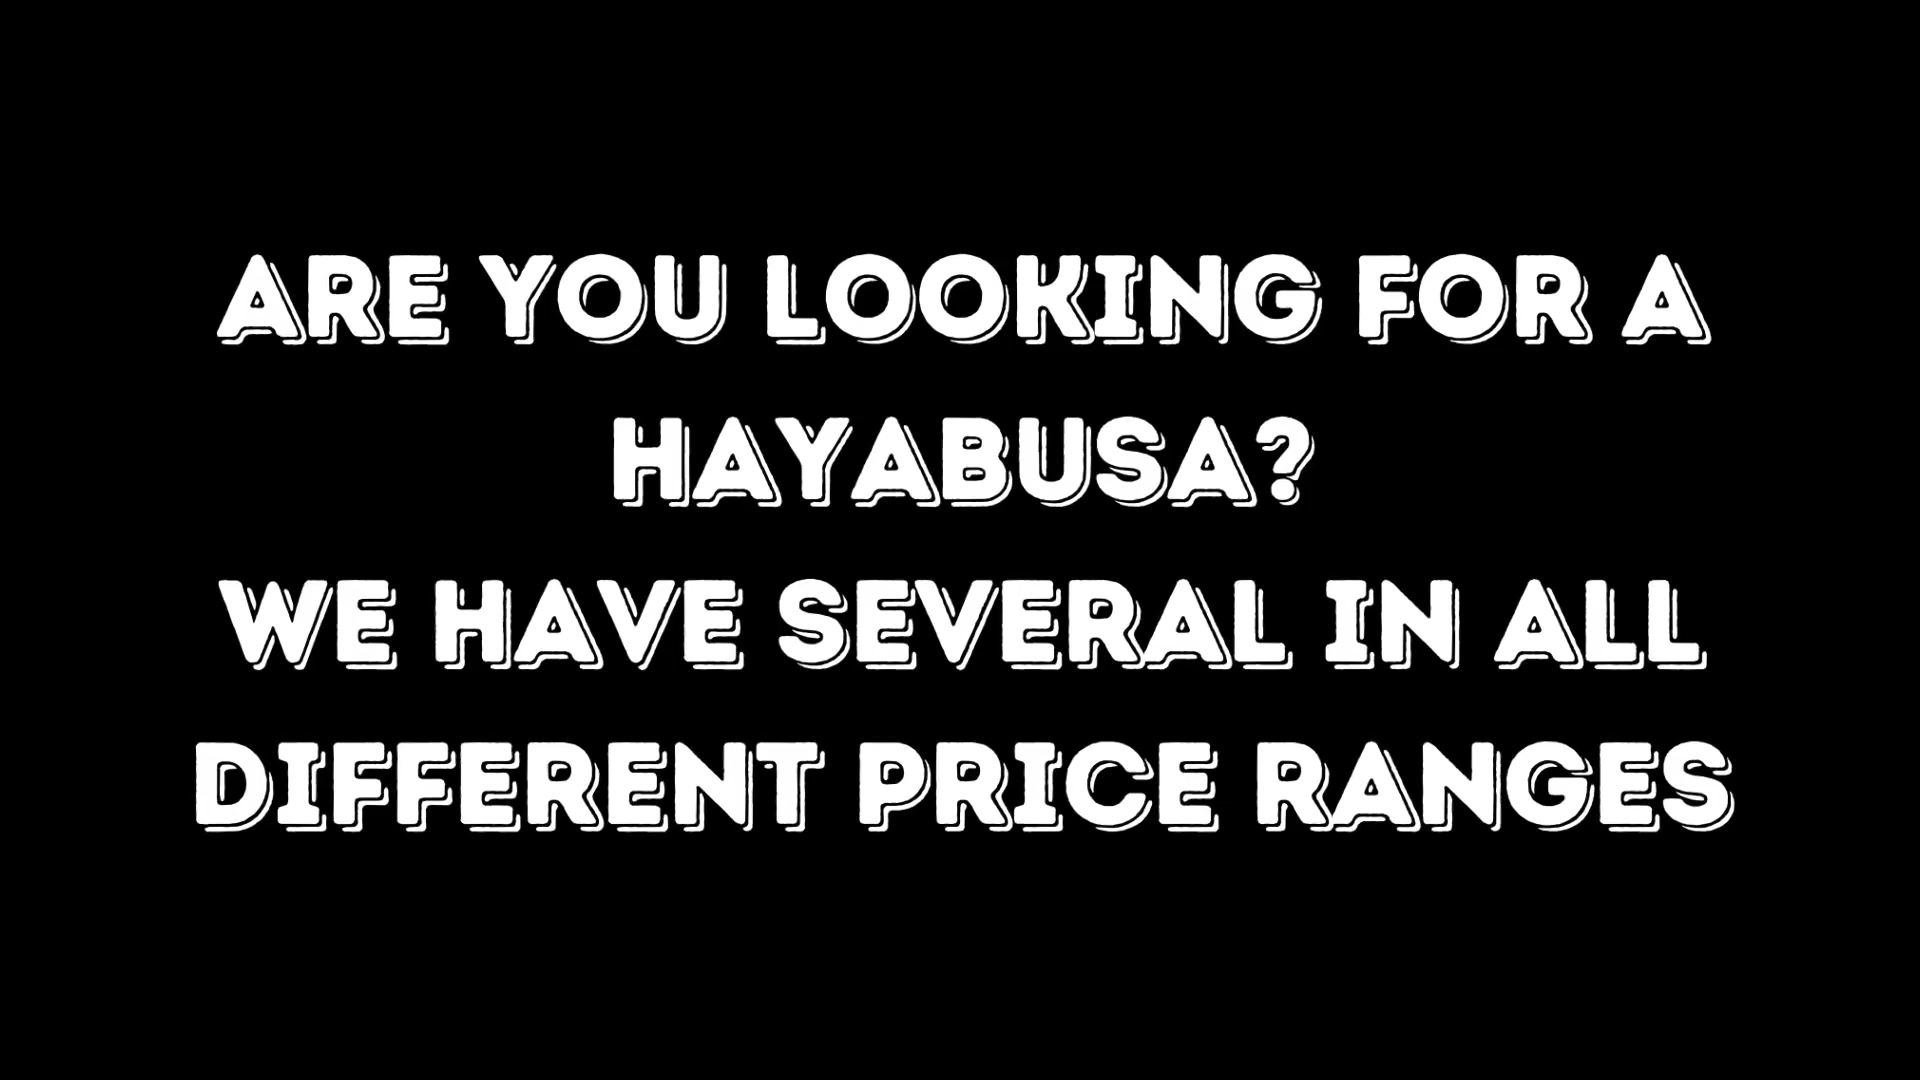 ARE YOU LOOKING FOR A
HAYABUSA?
WE HAVE SEVERAL IN ALL
DIFFERENT PRICE RANGES